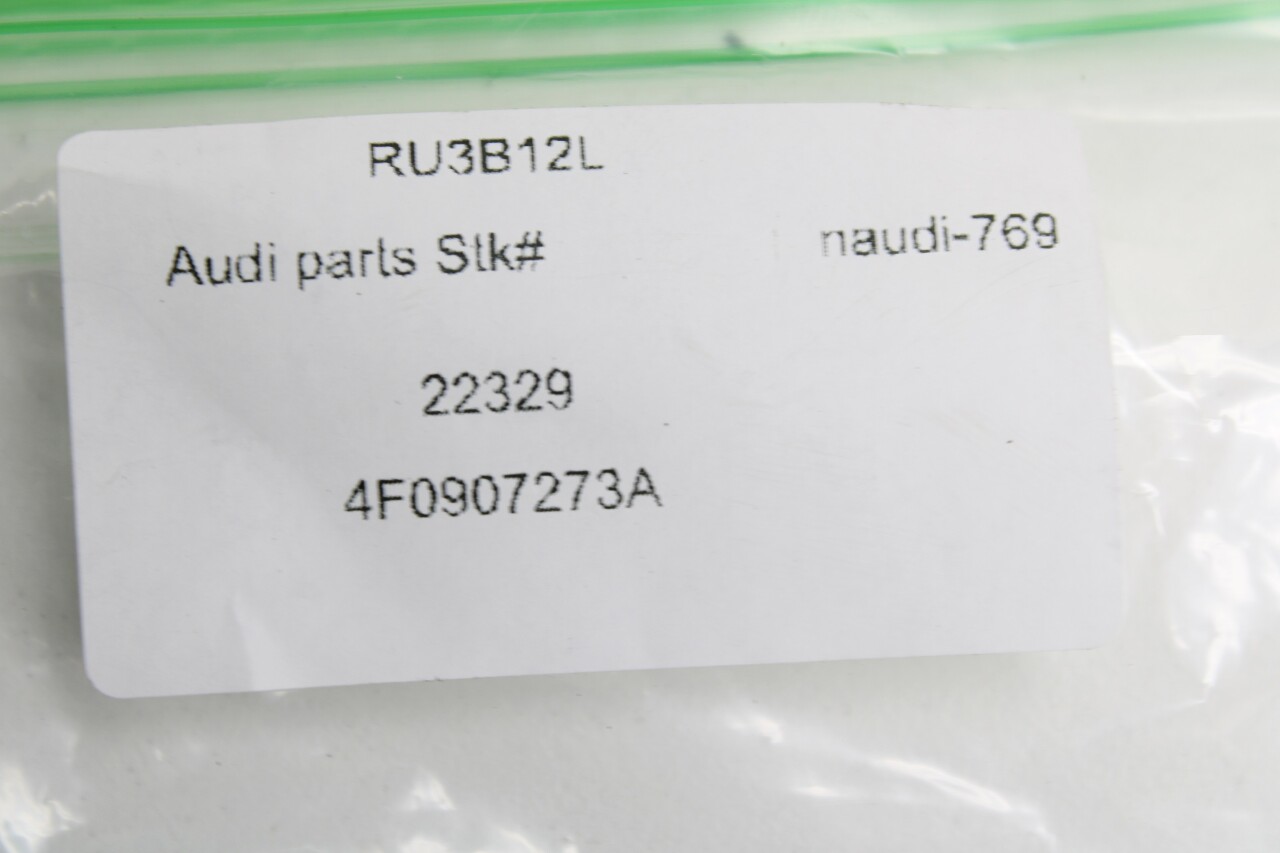 RU3B12L
Audi parts Stk# naudi-769
22329
4F0907273A